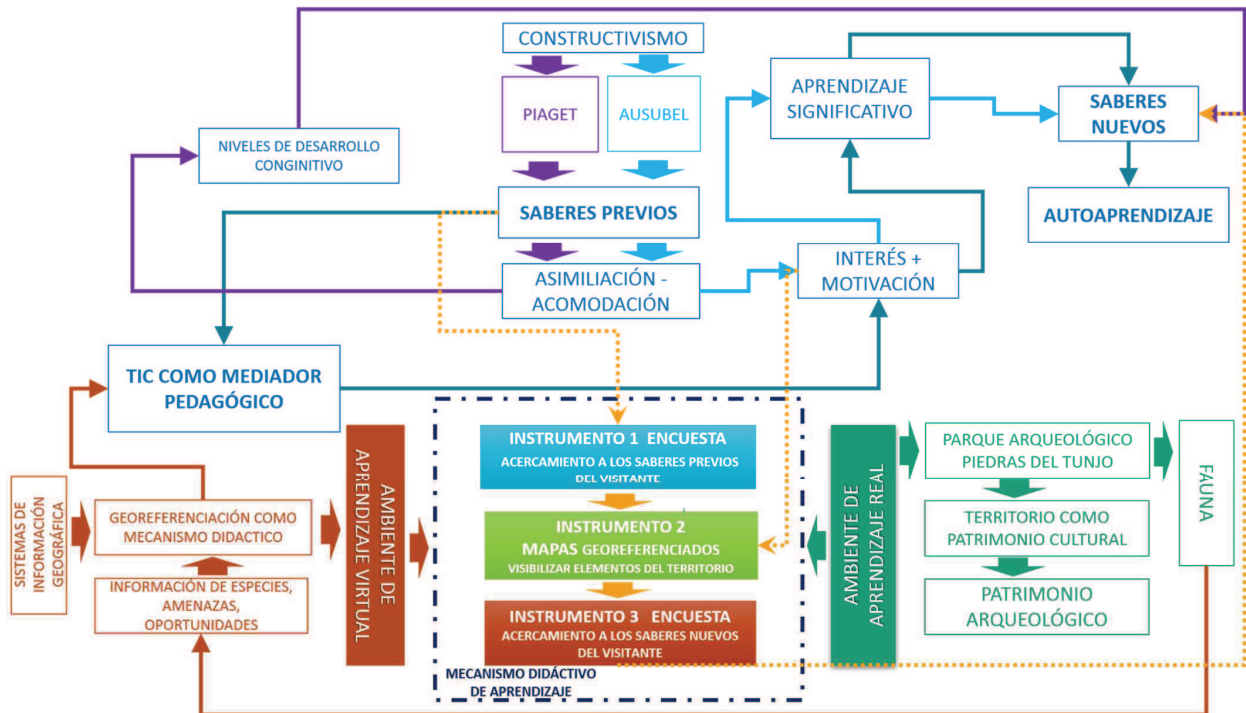 CONSTRUCTIVISMO
PIAGET
AUSUBEL
APRENDIZAJE
SIGNIFICATIVO
SABERES
NUEVOS
NIVELES DE DESARROLLO
CONGINITIVO
SABERES PREVIOS
AUTOAPRENDIZAJE
ASIMILIACIÓN -
ACOMODACIÓN
INTERÉS +
MOTIVACIÓN
TIC COMO MEDIADOR
PEDAGÓGICO
SISTEMAS DE
INFORMACIÓN
GEOGRÁFICA
GEOREFERENCIACIÓN COMO
MECANISMO DIDACTICO
INFORMACIÓN DE ESPECIES,
AMENAZAS,
OPORTUNIDADES
AMBIENTE DE
APRENDIZAJE VIRTUAL
INSTRUMENTO 1 ENCUESTA
ACERCAMIENTO A LOS SABERES PREVIOS
DEL VISITANTE
INSTRUMENTO 2
MAPAS GEOREFERENCIADOS
VISIBILIZAR ELEMENTOS DEL TERRITORIO
INSTRUMENTO 3 ENCUESTA
ACERCAMIENTO A LOS SABERES NUEVOS
DEL VISITANTE
MECANISMO DIDÁCTIVO
DE APRENDIZAJE
AMBIENTE DE
APRENDIZAJE REAL
PARQUE ARQUEOLÓGICO
PIEDRAS DEL TUNJO
TERRITORIO COMO
PATRIMONIO CULTURAL
PATRIMONIO
ARQUEOLÓGICO
FAUNA